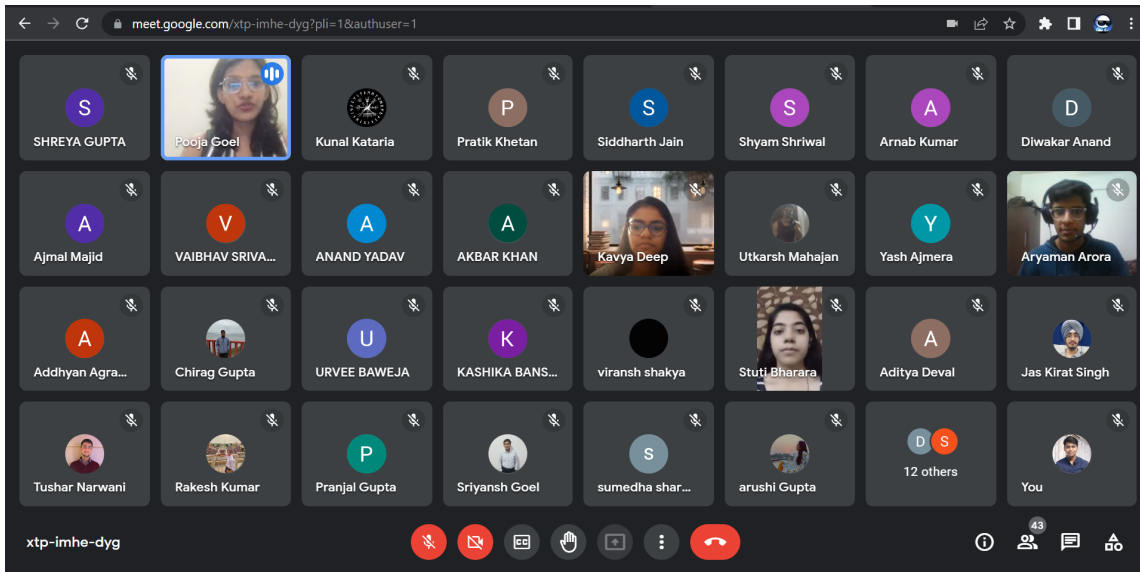 meet.google.com/xtp-imhe-dyg?pli=1&authuser=1
S
SHREYA GUPTA
Pooja Goel
Kunal Kataria
P
Pratik Khetan
S
Siddharth Jain
S
Shyam Shriwal
A
Arnab Kumar
D
Diwakar Anand
A
Ajmal Majid
V
VAIBHAV SRIVA...
A
ANAND YADAV
A
AKBAR KHAN
Kavya Deep
Utkarsh Mahajan
Y
Yash Ajmera
Aryaman Arora
A
Addhyan Agra...
Chirag Gupta
U
URVEE BAWEJA
K
KASHIKA BANS...
viransh shakya
Stuti Bharara
A
Aditya Deval
Jas Kirat Singh
Tushar Narwani
Rakesh Kumar
P
Pranjal Gupta
Sriyansh Goel
s
sumedha shar...
arushi Gupta
D S
12 others
You
xtp-imhe-dyg
CC
43